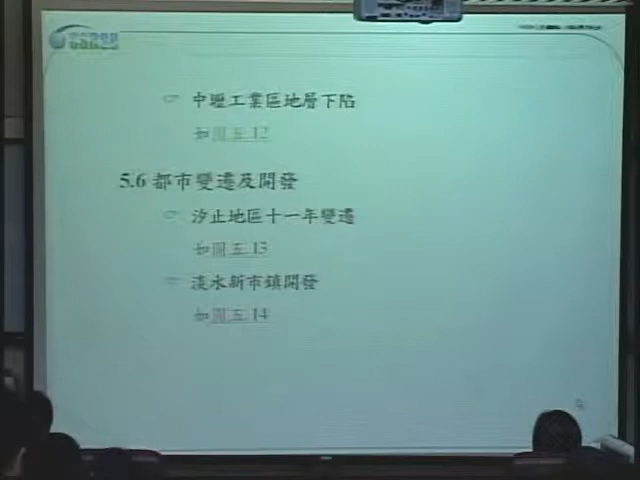 中壢工業區地層下陷
如圖五.12
5.6 都市變遷及開發
汐止地區十一年變遷
如圖五.13
淡水新市鎮開發
如圖五.14